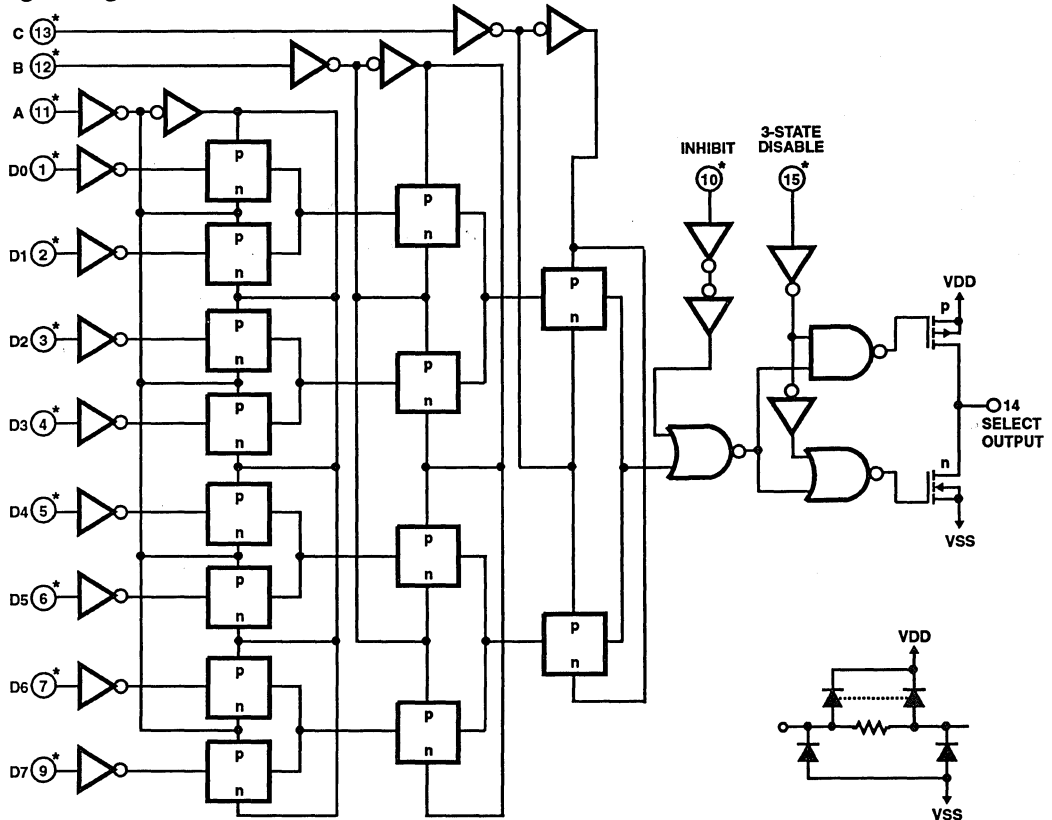 C 13*
B 12*
A 11*
D0 1*
D1 2*
D2 3*
D3 4*
D4 5*
D5 6*
D6 7*
D7 9*
p
n
p
n
p
n
p
n
p
n
p
n
p
n
p
n
p
n
p
n
p
n
p
n
p
n
p
n
INHIBIT
10*
3-STATE
DISABLE
15*
VDD
p
14
SELECT
OUTPUT
n
VSS
VDD
VSS